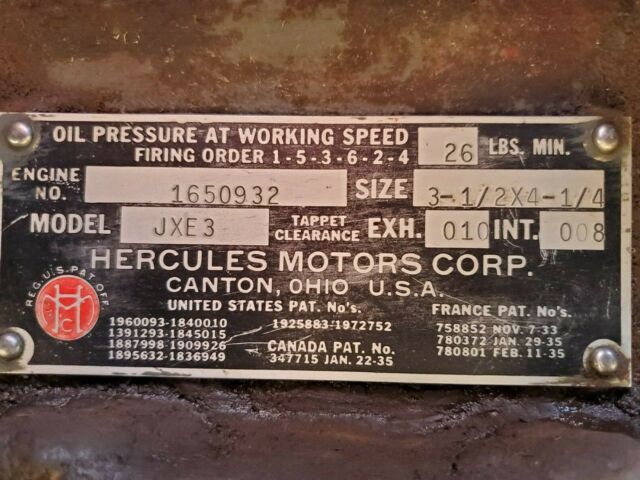 OIL PRESSURE AT WORKING SPEED 26 LBS. MIN.
FIRING ORDER 1-5-3-6-2-4
ENGINE NO. 1650932 SIZE 3-1/2X4-1/4
MODEL JXE3 TAPPET CLEARANCE EXH. 010 INT. 008
HERCULES MOTORS CORP.
CANTON, OHIO U.S.A.
REG. U.S. PAT. OFF.
H
M C
UNITED STATES PAT. No's.
1960093-1840010 1925883-1972752
1391293-1845015
1887998-1909926
1895632-1836949
CANADA PAT. No.
347715 JAN. 22-35
FRANCE PAT. No's.
758852 NOV. 7-33
780372 JAN. 29-35
780801 FEB. 11-35